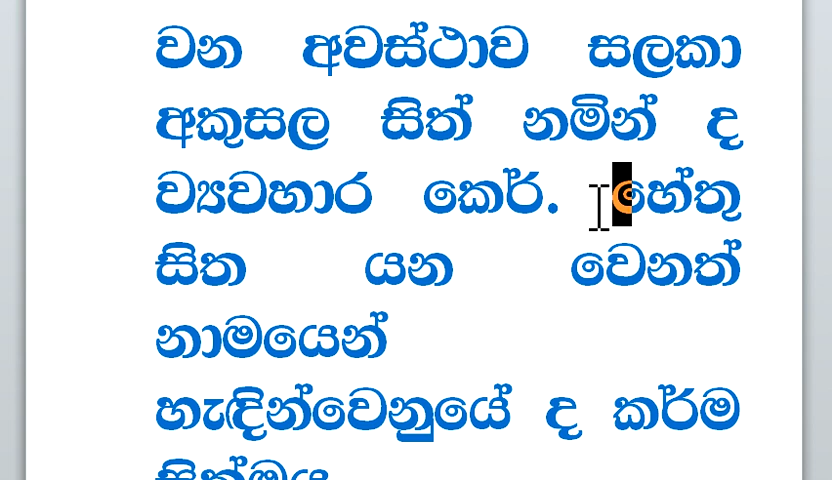 වන අවස්ථාව සලකා
අකුසල සිත් නමින් ද
ව්‍යවහාර කෙර්. හේතු
සිත යන වෙනත්
නාමයෙන්
හැඳින්වෙනුයේ ද කර්ම